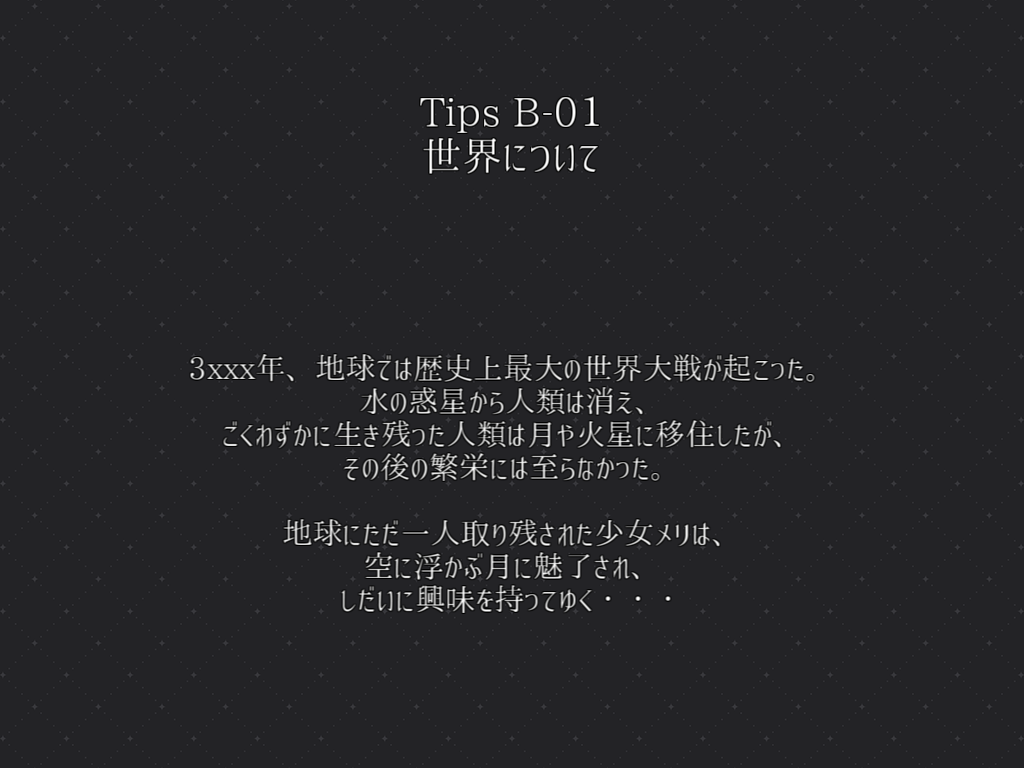 Tips B-01
世界について
3xxx年、地球では歴史上最大の世界大戦が起こった。
水の惑星から人類は消え、
ごくわずかに生き残った人類は月や火星に移住したが、
その後の繁栄には至らなかった。
地球にただ一人取り残された少女メリは、
空に浮かぶ月に魅了され、
しだいに興味を持ってゆく・・・